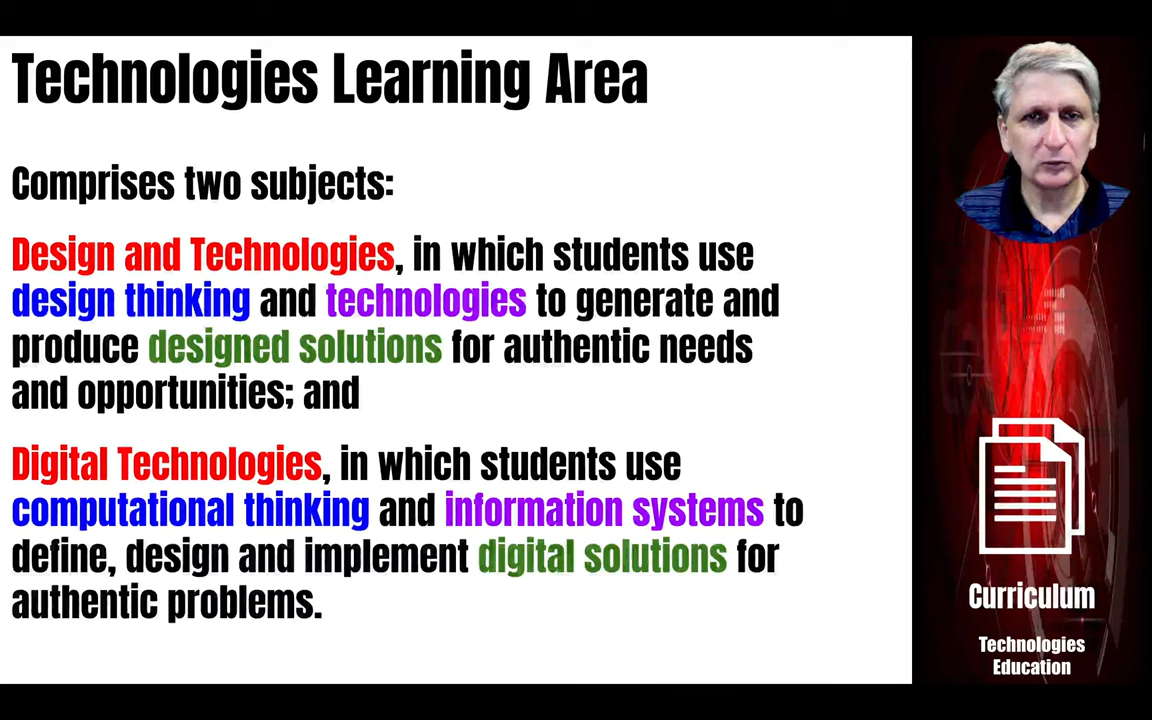 Technologies Learning Area
Comprises two subjects:
Design and Technologies, in which students use
design thinking and technologies to generate and
produce designed solutions for authentic needs
and opportunities; and
Digital Technologies, in which students use
computational thinking and information systems to
define, design and implement digital solutions for
authentic problems.
Curriculum
Technologies
Education